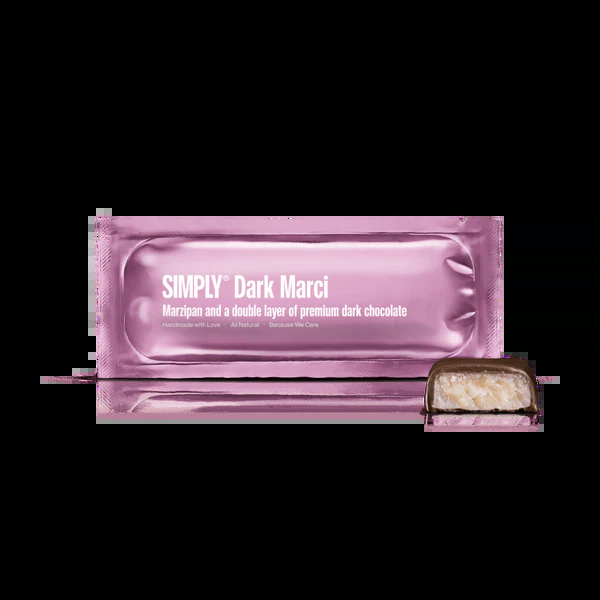 SIMPLY® Dark Marci
Marzipan and a double layer of premium dark chocolate
Handmade with Love · All Natural · Because We Care